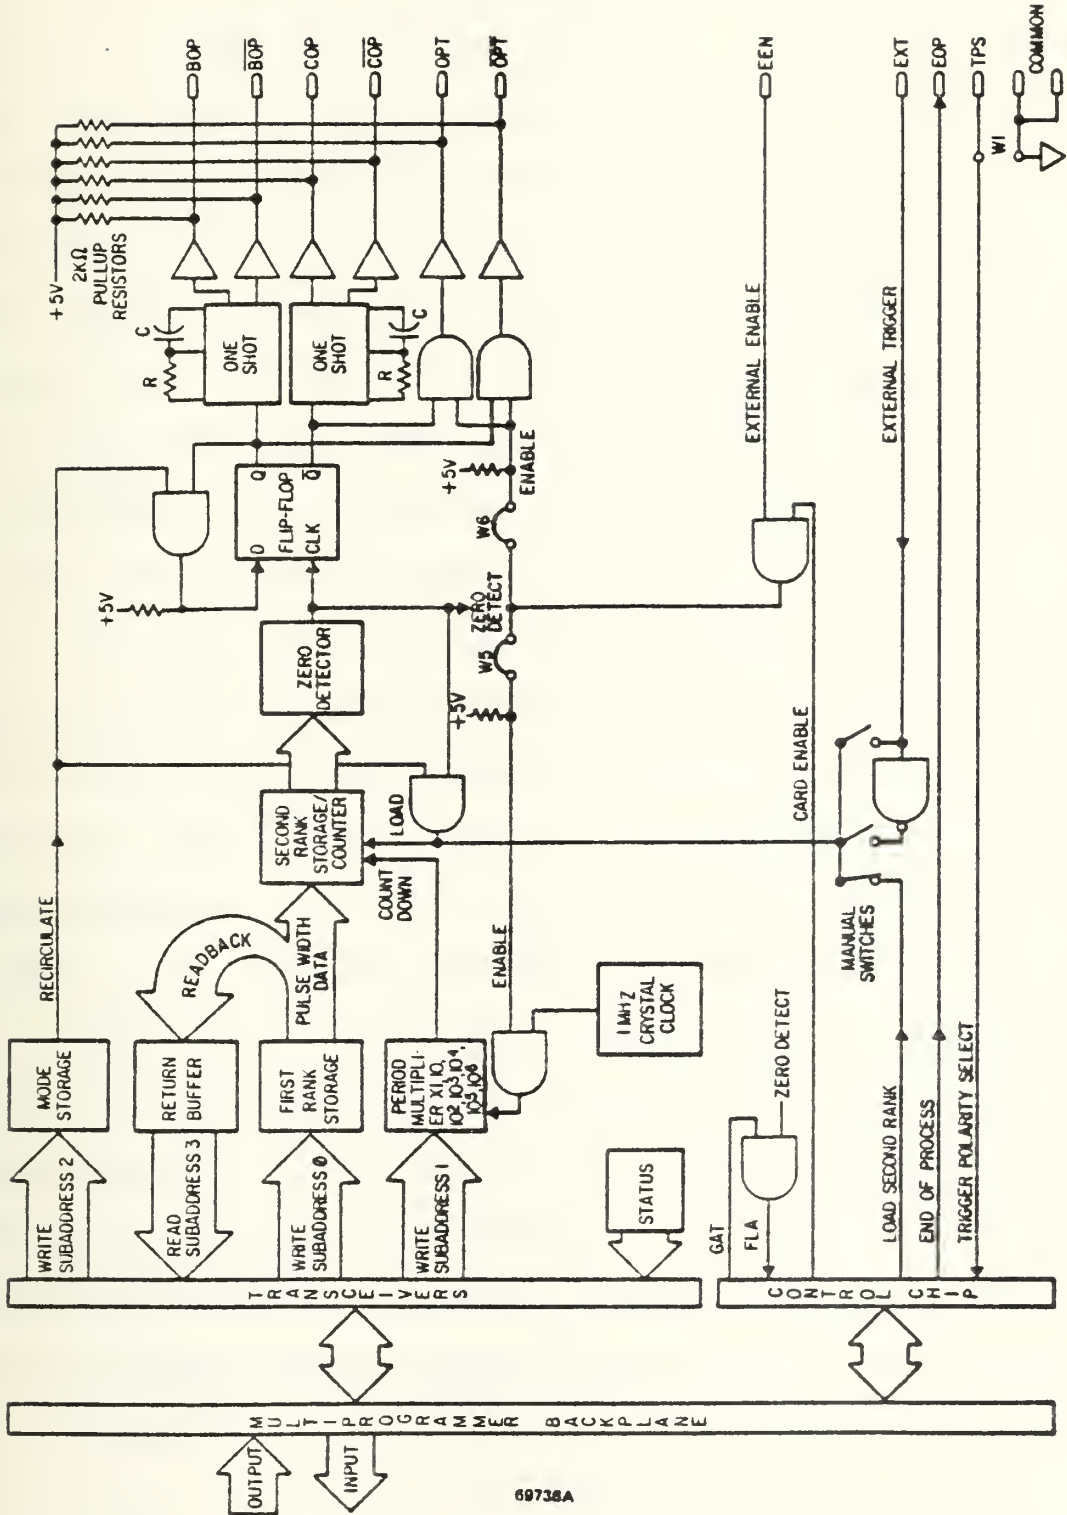 +5V
2KΩ
PULLUP
RESISTORS
BOP
BOP
COP
COP
OPT
OPT
R
C
ONE
SHOT
ONE
SHOT
R
C
+5V
D
Q
FLIP-FLOP
CLK
Q
+5V
ENABLE
W6
ZERO
DETECT
W5
+5V
ZERO
DETECTOR
EXTERNAL ENABLE
EEN
EXTERNAL TRIGGER
EXT
EOP
TPS
W1
COMMON
RECIRCULATE
SECOND
RANK
STORAGE/
COUNTER
LOAD
COUNT
DOWN
READBACK
PULSE WIDTH
DATA
ENABLE
CARD ENABLE
MANUAL
SWITCHES
MODE
STORAGE
RETURN
BUFFER
FIRST
RANK
STORAGE
PERIOD
MULTIPLI-
ER X1 10,
10², 10³, 10⁴,
10⁵, 10⁶
1 MHZ
CRYSTAL
CLOCK
ZERO DETECT
WRITE
SUBADDRESS 2
READ
SUBADDRESS 3
WRITE
SUBADDRESS 0
WRITE
SUBADDRESS 1
STATUS
GAT
FLA
LOAD SECOND RANK
END OF PROCESS
TRIGGER POLARITY SELECT
TRANSCEIVERS
CONTROL CHIP
MULTIPROGRAMMER BACKPLANE
OUTPUT
INPUT
69736A